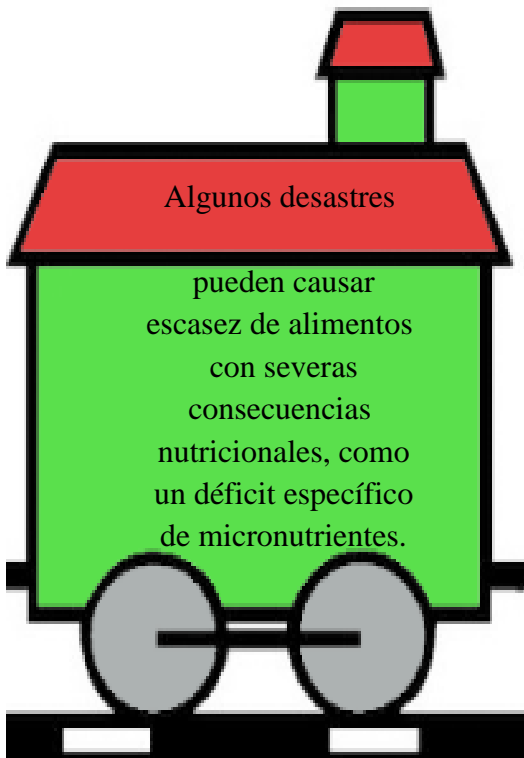 Algunos desastres
pueden causar
escasez de alimentos
con severas
consecuencias
nutricionales, como
un déficit específico
de micronutrientes.